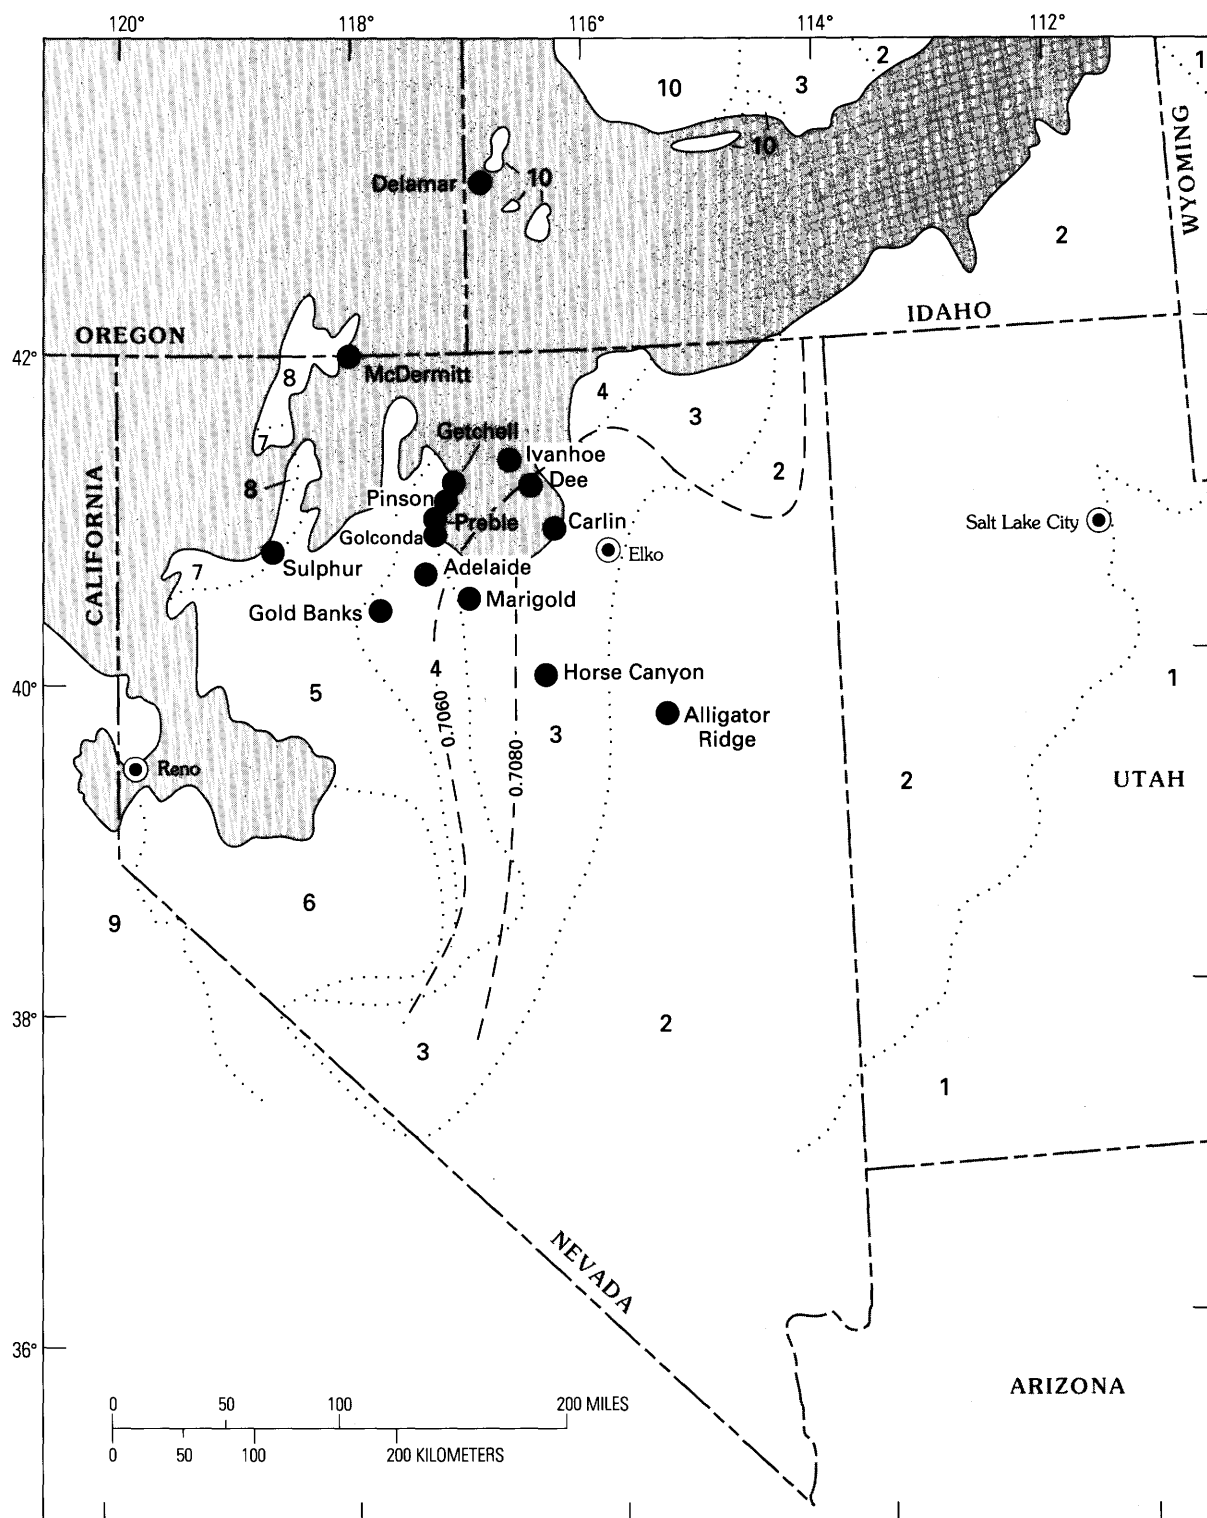 120° 118° 116° 114° 112°
2 1
10 3
10
WYOMING
Delamar 10
2
IDAHO
OREGON
42°
8 McDermitt 4
3
7 Getchell
Ivanhoe 2
8 Dee
CALIFORNIA
Pinson
Preble Carlin Salt Lake City
Golconda
Elko
7 Sulphur Adelaide
Gold Banks Marigold
4 Horse Canyon 1
40° 5
0.7060 Alligator
3 Ridge
0.7080
Reno
2 UTAH
6
9
38° 2
3
1
NEVADA
36°
ARIZONA
0 50 100 200 MILES
0 50 100 200 KILOMETERS